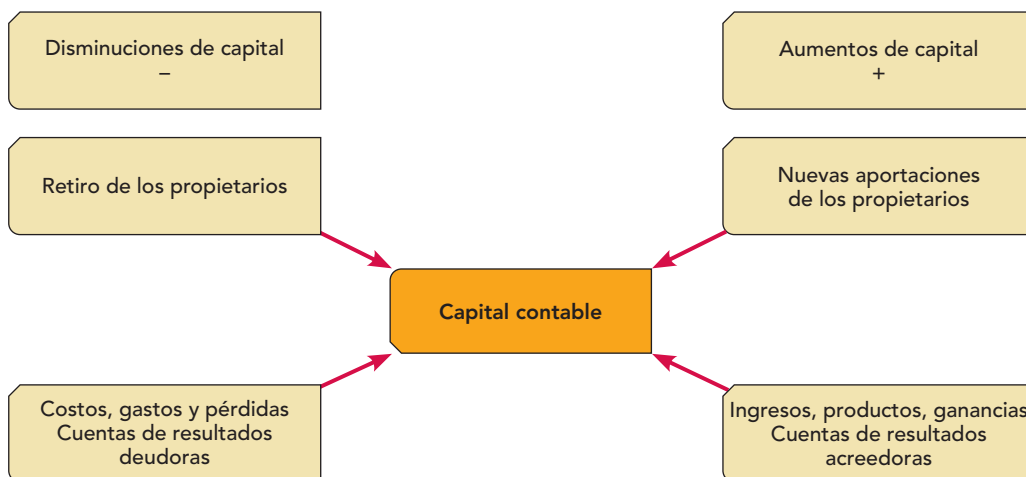 Disminuciones de capital
–
Aumentos de capital
+
Retiro de los propietarios
Nuevas aportaciones
de los propietarios
Capital contable
Costos, gastos y pérdidas
Cuentas de resultados
deudoras
Ingresos, productos, ganancias
Cuentas de resultados
acreedoras